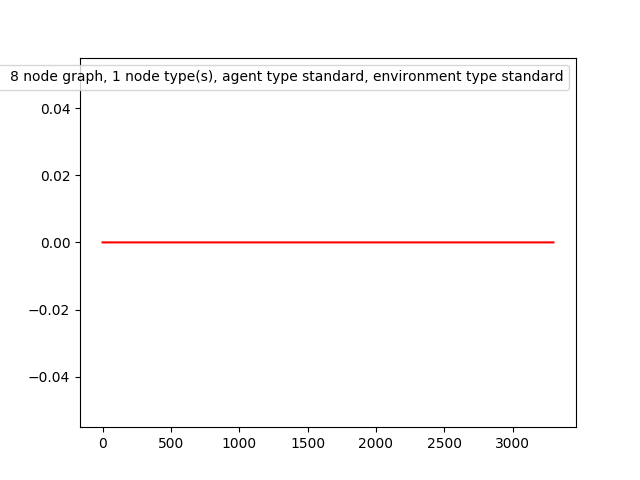 8 node graph, 1 node type(s), agent type standard, environment type standard
0.04
0.02
0.00
−0.02
−0.04
0 500 1000 1500 2000 2500 3000